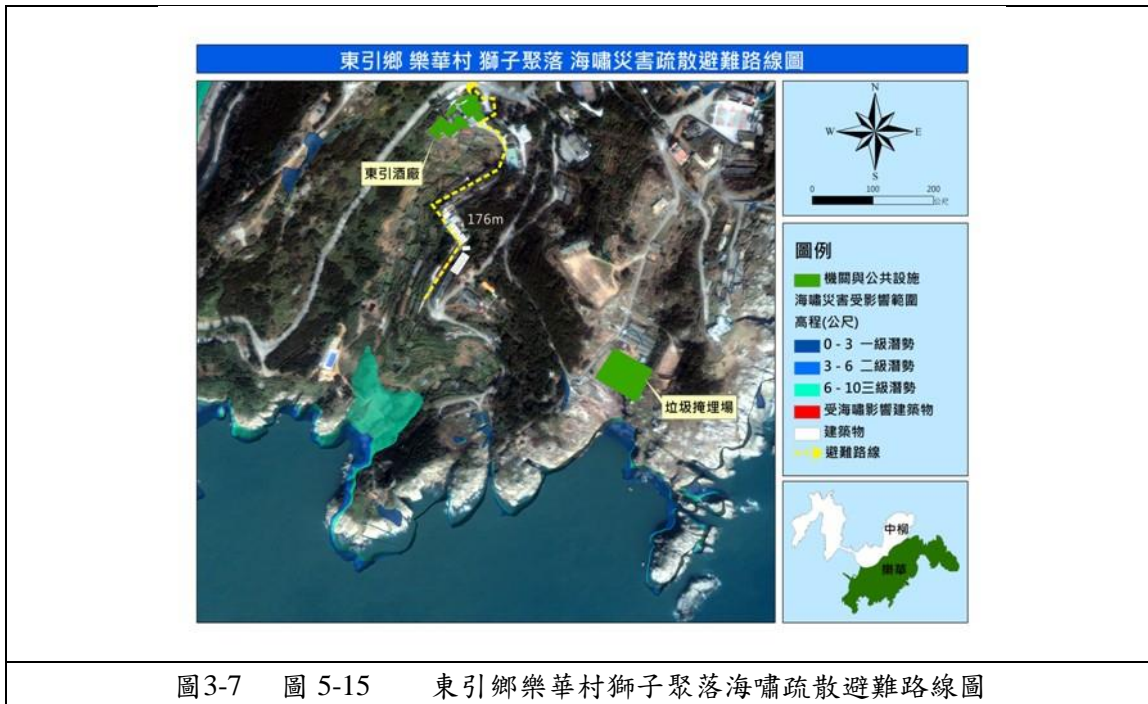 東引鄉 樂華村 獅子聚落 海嘯災害疏散避難路線圖
東引酒廠
176m
垃圾掩埋場
N
W E
S
0 100 200
公尺
圖例
機關與公共設施
海嘯災害受影響範圍
高程(公尺)
0 - 3 一級潛勢
3 - 6 二級潛勢
6 - 10三級潛勢
受海嘯影響建築物
建築物
避難路線
中柳
樂華
圖3-7 圖 5-15 東引鄉樂華村獅子聚落海嘯疏散避難路線圖